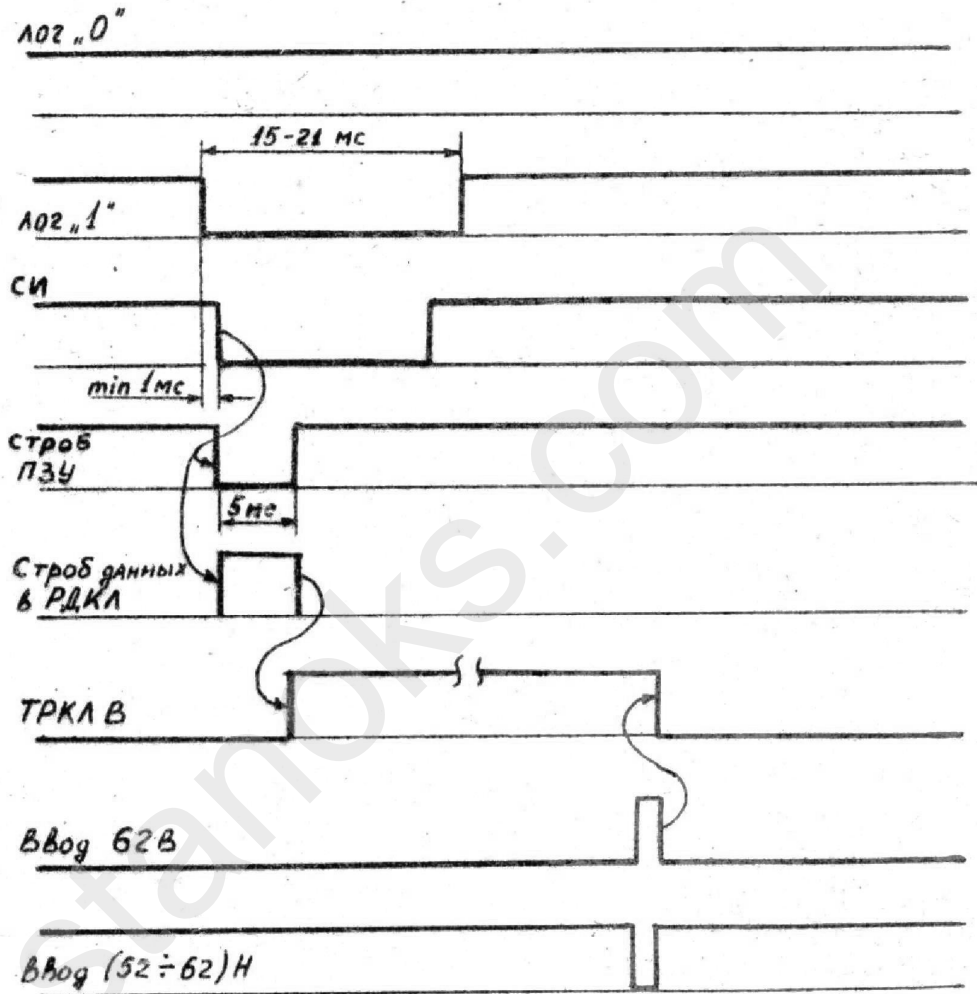 лог „0”
15-21 мс
лог „1”
СИ
min 1мс
строб
ПЗУ
5мс
Строб данных
в РДКЛ
ТРКЛ В
Ввод 62В
Ввод (52÷62)Н
stanoks.com